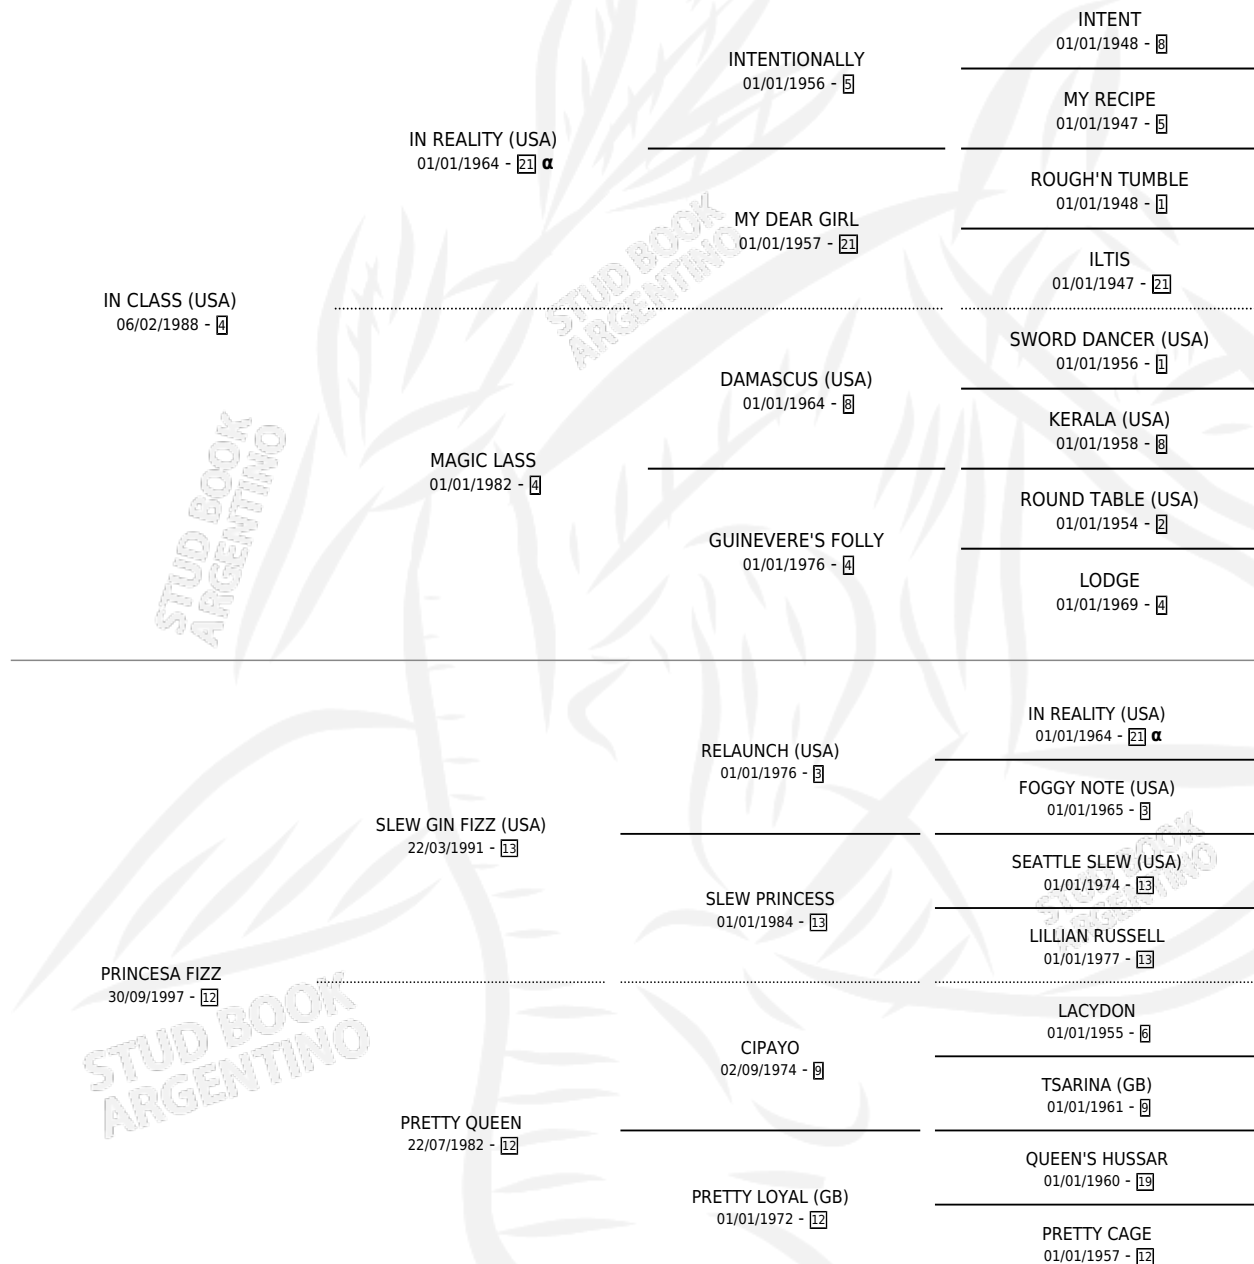 INTENT
01/01/1948 - 8
INTENTIONALLY
01/01/1956 - 5
MY RECIPE
01/01/1947 - 5
IN REALITY (USA)
01/01/1964 - 21 α
ROUGH'N TUMBLE
01/01/1948 - 1
MY DEAR GIRL
01/01/1957 - 21
ILTIS
01/01/1947 - 21
IN CLASS (USA)
06/02/1988 - 4
SWORD DANCER (USA)
01/01/1956 - 1
DAMASCUS (USA)
01/01/1964 - 8
KERALA (USA)
01/01/1958 - 8
MAGIC LASS
01/01/1982 - 4
ROUND TABLE (USA)
01/01/1954 - 2
GUINEVERE'S FOLLY
01/01/1976 - 4
LODGE
01/01/1969 - 4
IN REALITY (USA)
01/01/1964 - 21 α
RELAUNCH (USA)
01/01/1976 - 3
FOGGY NOTE (USA)
01/01/1965 - 3
SLEW GIN FIZZ (USA)
22/03/1991 - 13
SEATTLE SLEW (USA)
01/01/1974 - 13
SLEW PRINCESS
01/01/1984 - 13
LILLIAN RUSSELL
01/01/1977 - 13
PRINCESA FIZZ
30/09/1997 - 12
LACYDON
01/01/1955 - 6
CIPAYO
02/09/1974 - 9
TSARINA (GB)
01/01/1961 - 9
PRETTY QUEEN
22/07/1982 - 12
QUEEN'S HUSSAR
01/01/1960 - 19
PRETTY LOYAL (GB)
01/01/1972 - 12
PRETTY CAGE
01/01/1957 - 12
STUD BOOK
ARGENTINO
STUD BOOK
ARGENTINO
STUD BOOK
ARGENTINO
STUD BOOK
ARGENTINO